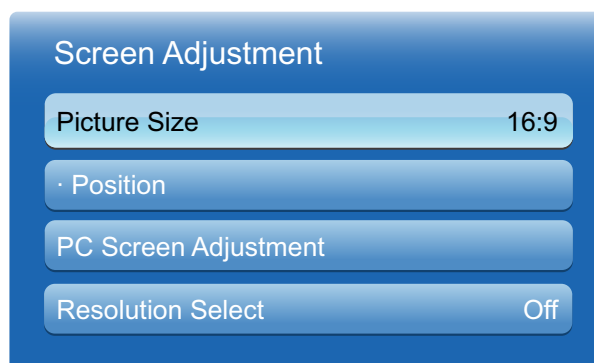 Screen Adjustment
Picture Size 16:9
· Position
PC Screen Adjustment
Resolution Select Off